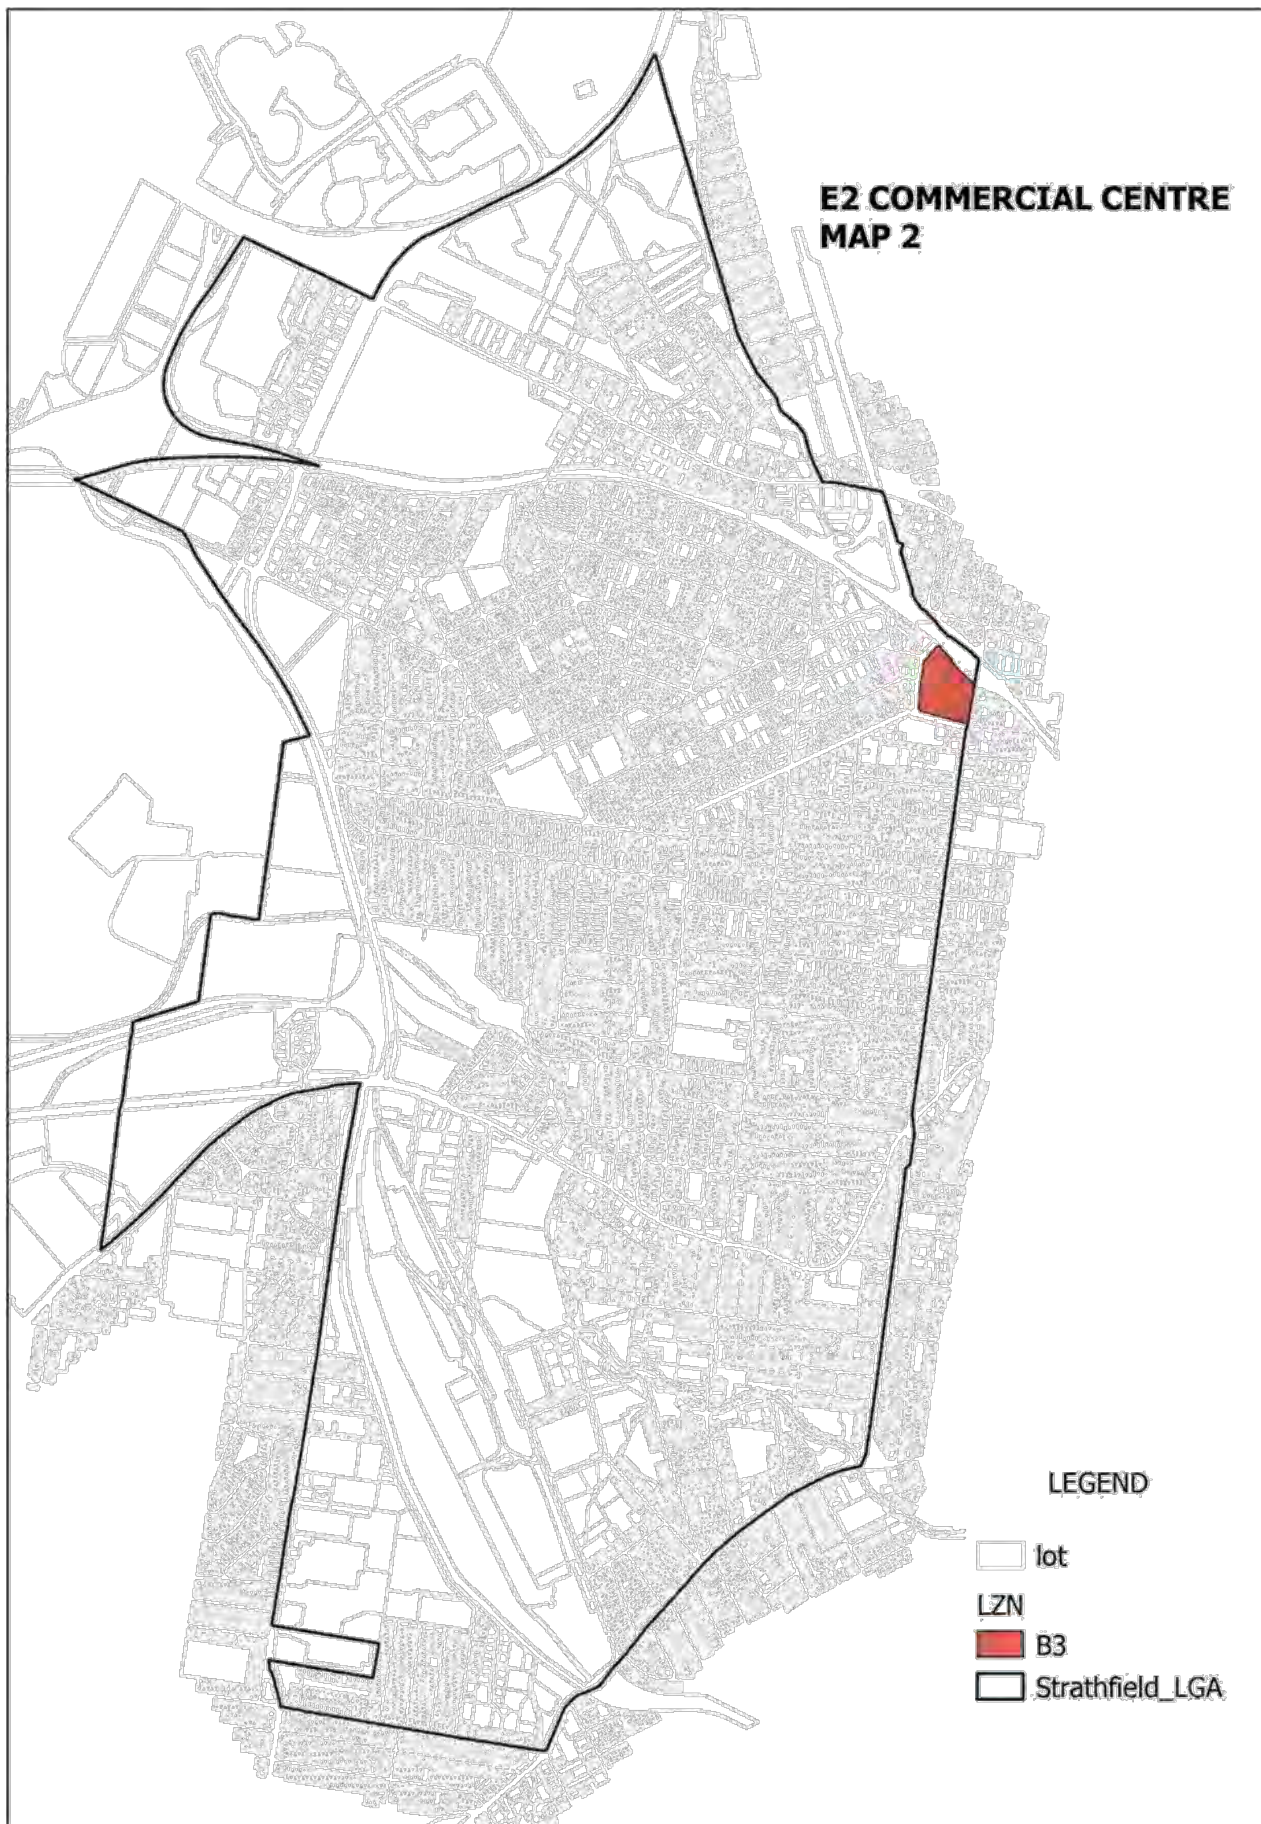 E2 COMMERCIAL CENTRE
MAP 2
LEGEND
lot
LZN
B3
Strathfield_LGA